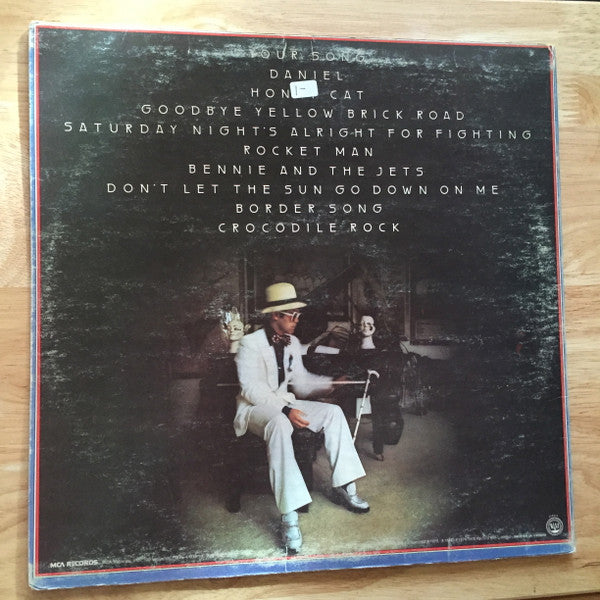 OUR SONG
DANIEL
HON CAT
1-
GOODBYE YELLOW BRICK ROAD
SATURDAY NIGHT'S ALRIGHT FOR FIGHTING
ROCKET MAN
BENNIE AND THE JETS
DON'T LET THE SUN GO DOWN ON ME
BORDER SONG
CROCODILE ROCK
MCA RECORDS